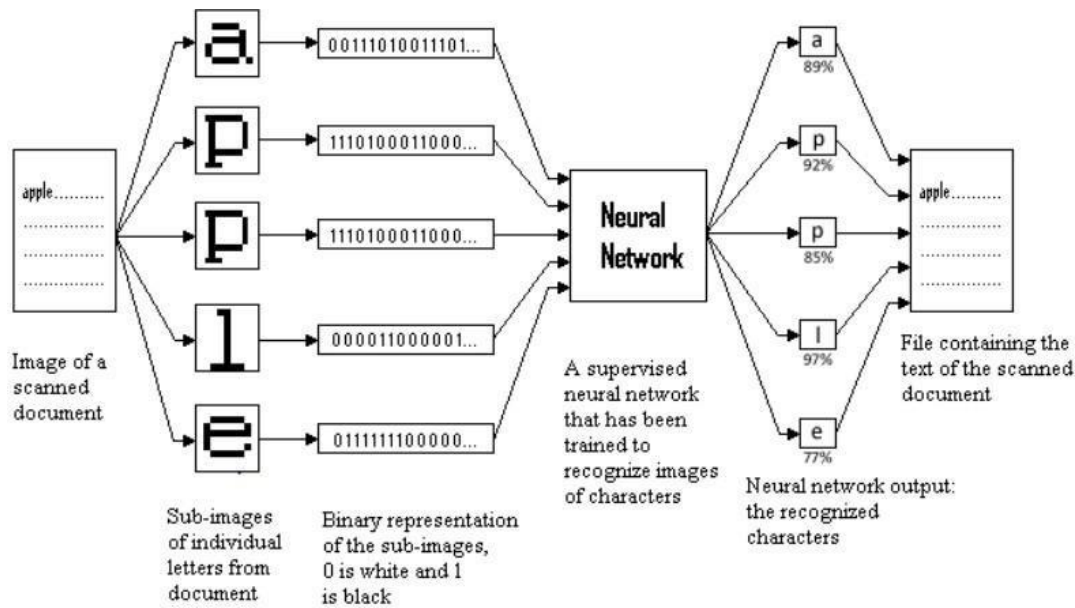 a
00111010011101...
a
89%
p
1110100011000...
p
92%
apple..........
...............
...............
...............
p
1110100011000...
Neural
Network
p
85%
apple..........
...............
...............
...............
l
0000011000001...
l
97%
e
0111111100000...
e
77%
Image of a
scanned
document
Sub-images
of individual
letters from
document
Binary representation
of the sub-images,
0 is white and 1
is black
A supervised
neural network
that has been
trained to
recognize images
of characters
Neural network output:
the recognized
characters
File containing the
text of the scanned
document